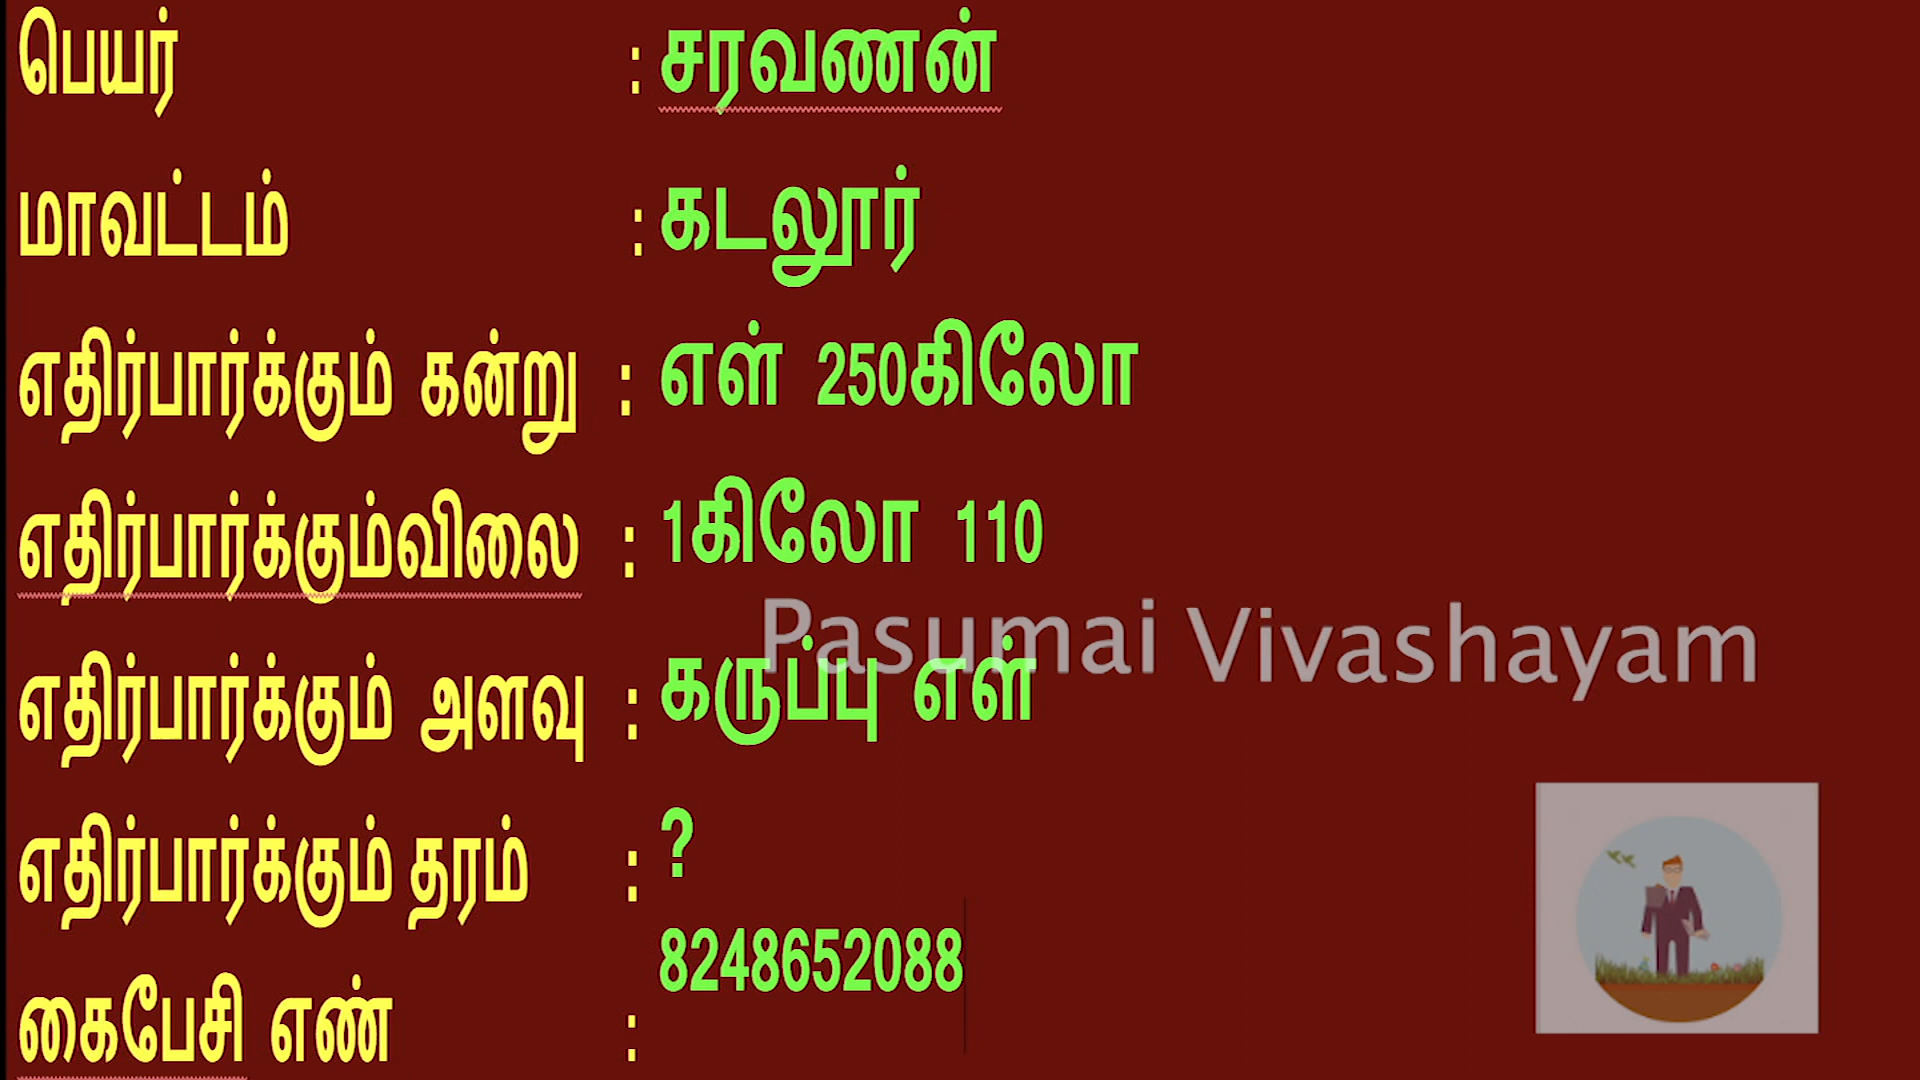 பெயர் : சரவணன்
மாவட்டம் : கடலூர்
எதிர்பார்க்கும் கன்று : எள் 250கிலோ
எதிர்பார்க்கும்விலை : 1கிலோ 110
Pasumai Vivashayam
எதிர்பார்க்கும் அளவு : கருப்பு எள்
எதிர்பார்க்கும் தரம் : ?
8248652088
கைபேசி எண் :